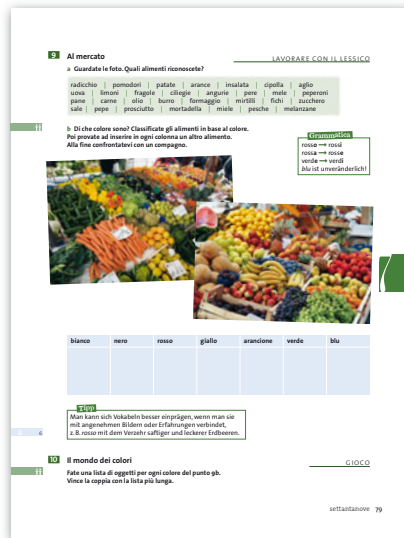 9 Al mercato
LAVORARE CON IL LESSICO
a Guardate le foto. Quali alimenti riconoscete?
radicchio | pomodori | patate | arance | insalata | cipolla | aglio
uova | limoni | fragole | ciliegie | angurie | pere | mele | peperoni
pane | carne | olio | burro | formaggio | mirtilli | fichi | zucchero
sale | pepe | prosciutto | mortadella | miele | pesche | melanzane
b Di che colore sono? Classificate gli alimenti in base al colore.
Poi provate ad inserire in ogni colonna un altro alimento.
Alla fine confrontatevi con un compagno.
Grammatica
rosso → rossi
rossa → rosse
verde → verdi
blu ist unveränderlich!
bianco nero rosso giallo arancione verde blu
Tipp
Man kann sich Vokabeln besser einprägen, wenn man sie
mit angenehmen Bildern oder Erfahrungen verbindet,
z. B. rosso mit dem Verzehr saftiger und leckerer Erdbeeren.
6
10 Il mondo dei colori
GIOCO
Fate una lista di oggetti per ogni colore del punto 9b.
Vince la coppia con la lista più lunga.
settantanove 79